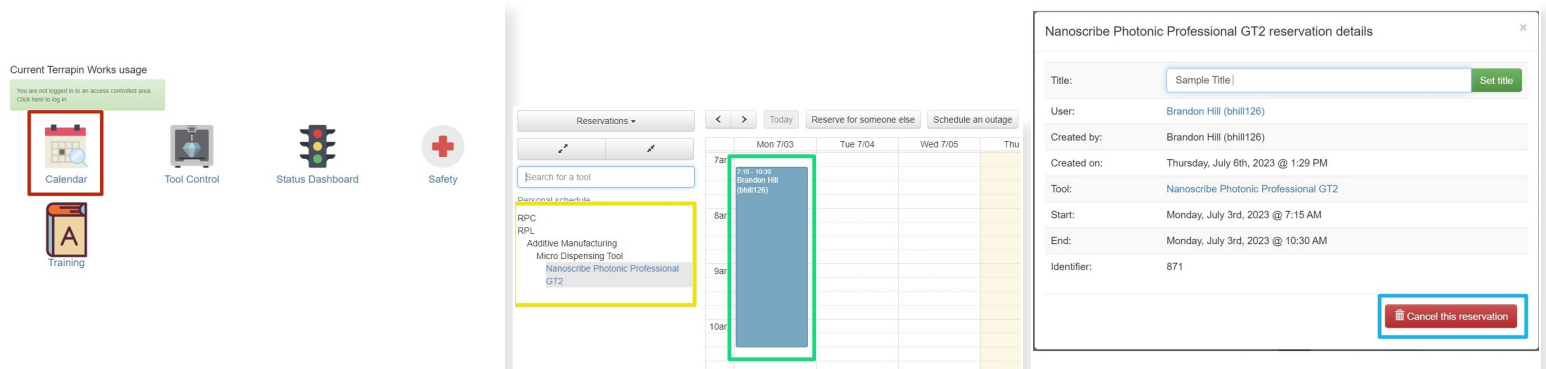 Current Terrapin Works usage
You are not logged in to an access controlled area.
Click here to log in.
Calendar
Tool Control
Status Dashboard
Safety
A
Training
Reservations
Today
Reserve for someone else
Schedule an outage
Search for a tool
Personal schedule
RPC
RPL
Additive Manufacturing
Micro Dispensing Tool
Nanoscribe Photonic Professional
GT2
Mon 7/03
Tue 7/04
Wed 7/05
Thu
7am
7:15 - 10:30
Brandon Hill
(bhill126)
8am
9am
10am
Nanoscribe Photonic Professional GT2 reservation details
×
Title:
Sample Title
Set title
User:
Brandon Hill (bhill126)
Created by:
Brandon Hill (bhill126)
Created on:
Thursday, July 6th, 2023 @ 1:29 PM
Tool:
Nanoscribe Photonic Professional GT2
Start:
Monday, July 3rd, 2023 @ 7:15 AM
End:
Monday, July 3rd, 2023 @ 10:30 AM
Identifier:
871
Cancel this reservation